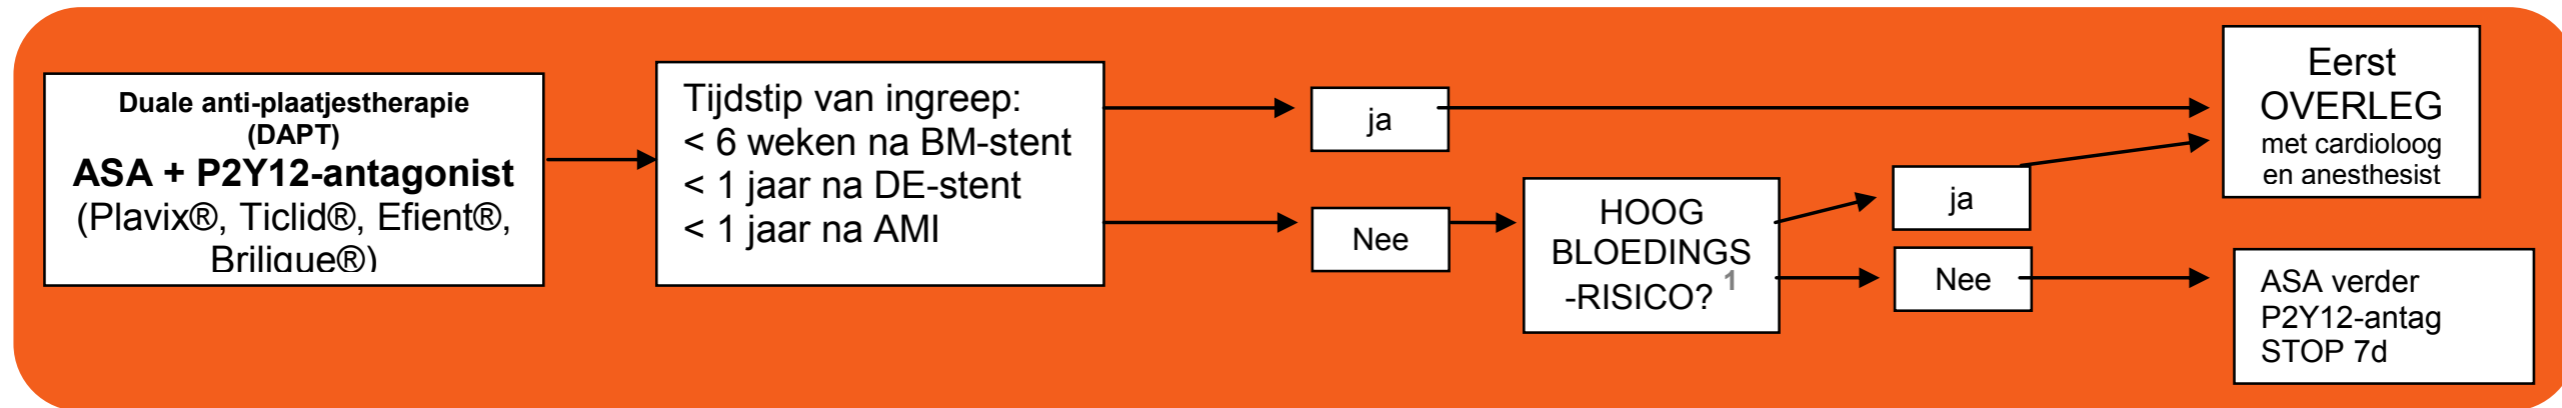 Duale anti-plaatjestherapie
(DAPT)
ASA + P2Y12-antagonist
(Plavix®, Ticlid®, Efient®,
Brilique®)
Tijdstip van ingreep:
< 6 weken na BM-stent
< 1 jaar na DE-stent
< 1 jaar na AMI
ja
Nee
HOOG
BLOEDINGS
-RISICO? 1
ja
Nee
Eerst
OVERLEG
met cardioloog
en anesthesist
ASA verder
P2Y12-antag
STOP 7d